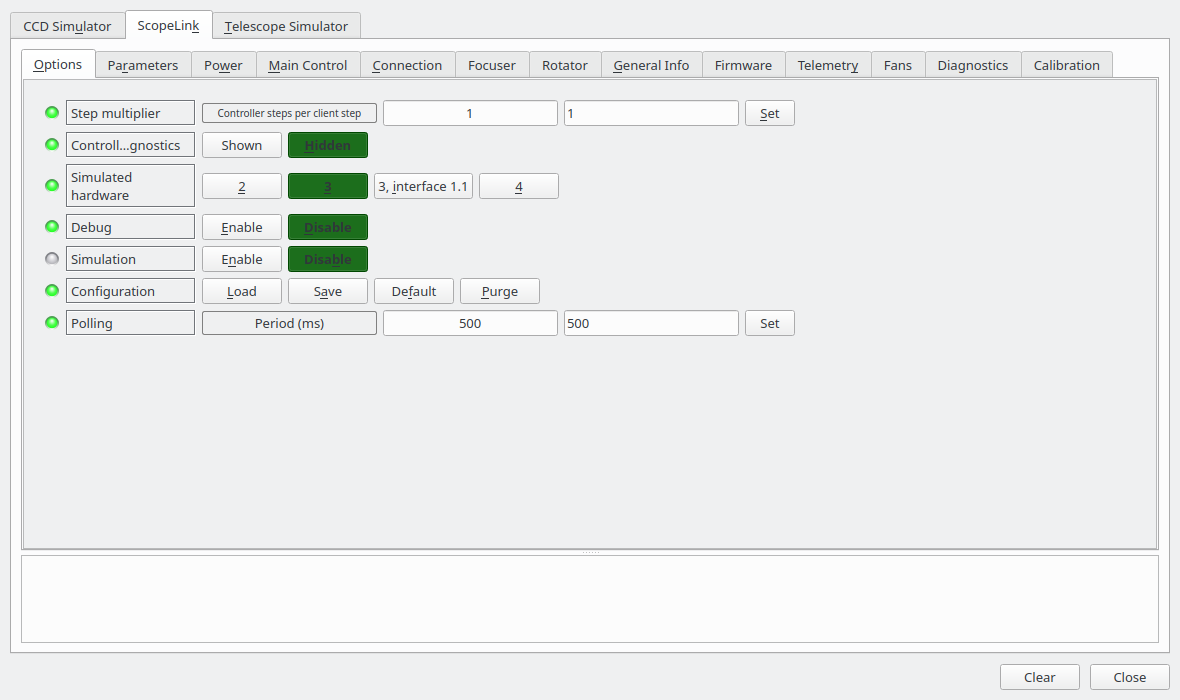 CCD Simulator ScopeLink Telescope Simulator
Options Parameters Power Main Control Connection Focuser Rotator General Info Firmware Telemetry Fans Diagnostics Calibration
Step multiplier Controller steps per client step 1 1 Set
Controll...gnostics Shown Hidden
Simulated
hardware
2 3 3, interface 1.1 4
Debug Enable Disable
Simulation Enable Disable
Configuration Load Save Default Purge
Polling Period (ms) 500 500 Set
Clear Close